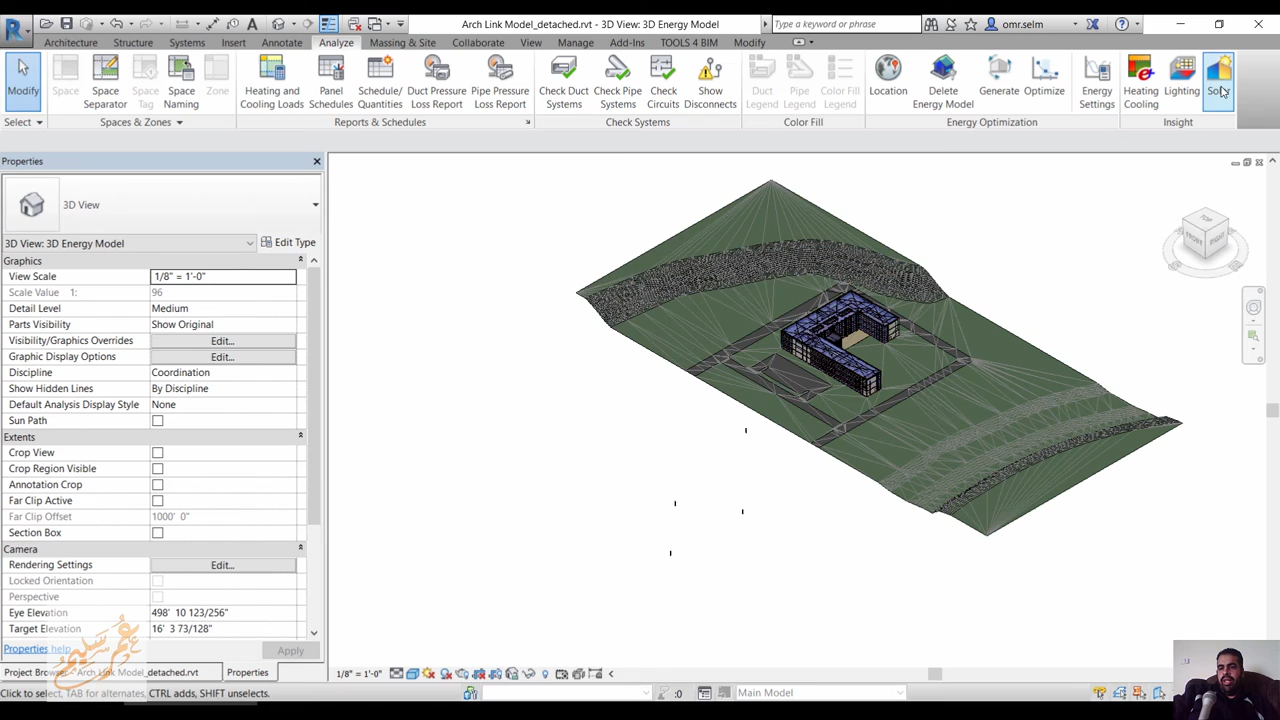 Arch Link Model_detached.rvt - 3D View: 3D Energy Model
Type a keyword or phrase
omr.selm
Architecture Structure Systems Insert Annotate Analyze Massing & Site Collaborate View Manage Add-Ins TOOLS 4 BIM Modify
Modify
Space
Space Separator
Space Tag
Space Naming
Zone
Heating and Cooling Loads
Panel Schedules
Schedule/ Quantities
Duct Pressure Loss Report
Pipe Pressure Loss Report
Check Duct Systems
Check Pipe Systems
Check Circuits
Show Disconnects
Duct Legend
Pipe Legend
Color Fill Legend
Location
Delete Energy Model
Generate
Optimize
Energy Settings
Heating Cooling
Lighting
Select
Spaces & Zones
Reports & Schedules
Check Systems
Color Fill
Energy Optimization
Insight
Properties
3D View
3D View: 3D Energy Model
Edit Type
Graphics
View Scale 1/8" = 1'-0"
Scale Value 1: 96
Detail Level Medium
Parts Visibility Show Original
Visibility/Graphics Overrides Edit...
Graphic Display Options Edit...
Discipline Coordination
Show Hidden Lines By Discipline
Default Analysis Display Style None
Sun Path
Extents
Crop View
Crop Region Visible
Annotation Crop
Far Clip Active
Far Clip Offset 1000' 0"
Section Box
Camera
Rendering Settings Edit...
Locked Orientation
Perspective
Eye Elevation 498' 10 123/256"
Target Elevation 16' 3 73/128"
Properties help
Apply
عمر سليم
Arch Link Model_detached.rvt
Properties
1/8" = 1'-0"
Click to select, TAB for alternates, CTRL adds, SHIFT unselects.
:0
Main Model
TOP
FRONT
RIGHT